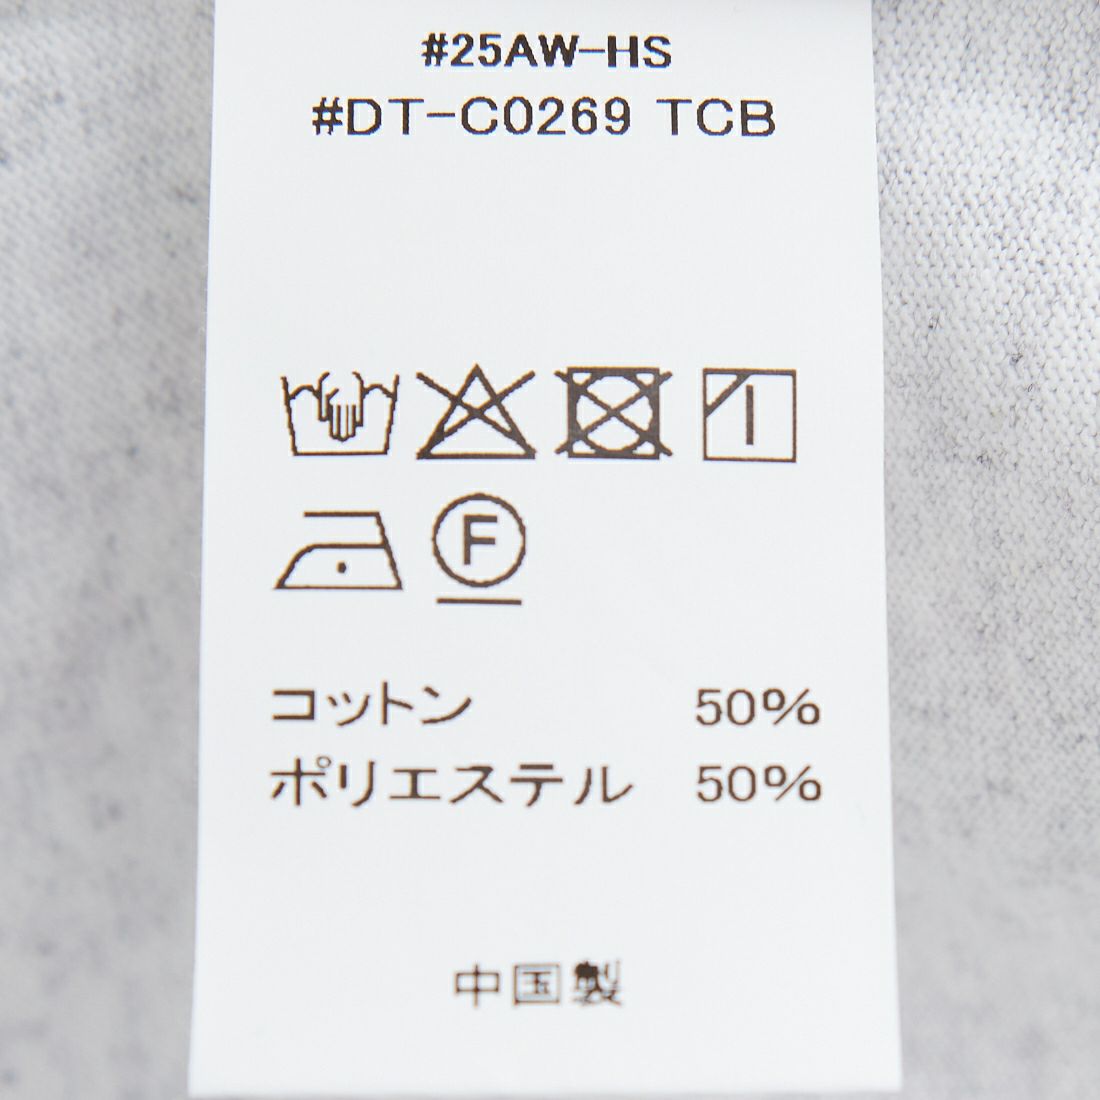 #25AW-HS
#DT-C0269 TCB
F
コットン 50%
ポリエステル 50%
中国製